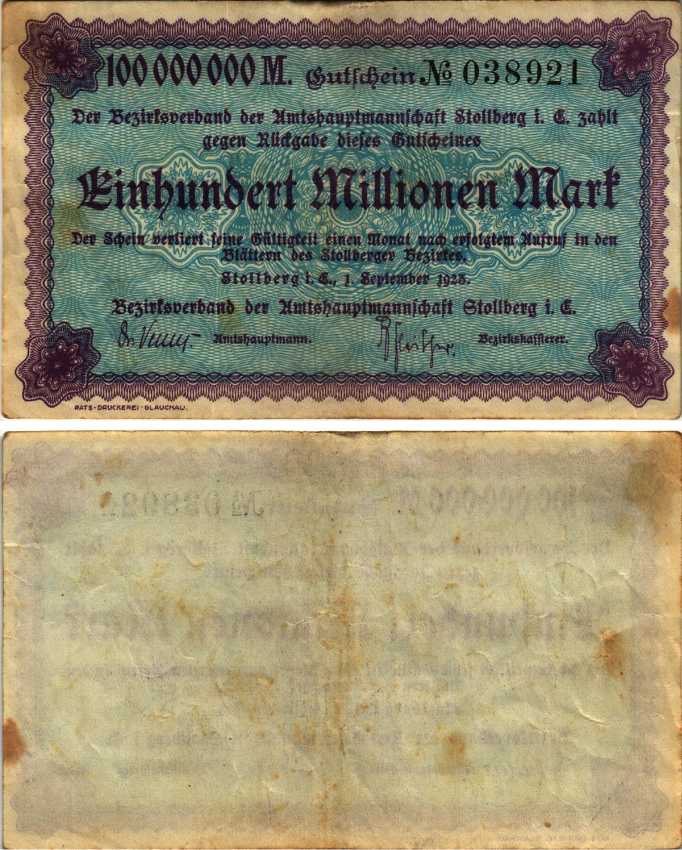 100 000 000 M. Gutschein № 038921
Der Bezirksverband der Amtshauptmannschaft Stollberg i. E. zahlt
gegen Rückgabe dieses Gutscheines
Einhundert Millionen Mark
Der Schein verliert seine Gültigkeit einen Monat nach erfolgtem Aufruf in den
Blättern des Stollberger Bezirkes.
Stollberg i. E., 1. September 1923.
Bezirksverband der Amtshauptmannschaft Stollberg i. E.
Amtshauptmann. Bezirkskassierer.
RATS-DRUCKEREI-GLAUCHAU.